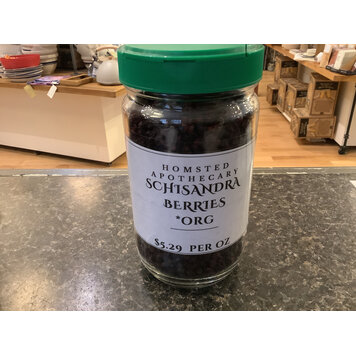 HOMSTED
APOTHECARY
SCHISANDRA
BERRIES
*ORG
$5.29 PER OZ